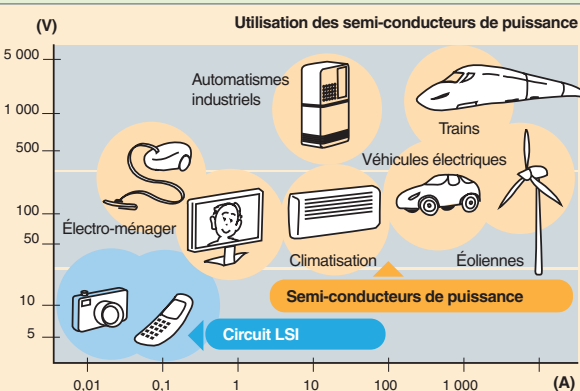 (V)
Utilisation des semi-conducteurs de puissance
5 000
1 000
500
100
50
10
5
Automatismes
industriels
Trains
Véhicules électriques
Électro-ménager
Climatisation
Éoliennes
Semi-conducteurs de puissance
Circuit LSI
0,01
0,1
1
10
100
1 000
(A)